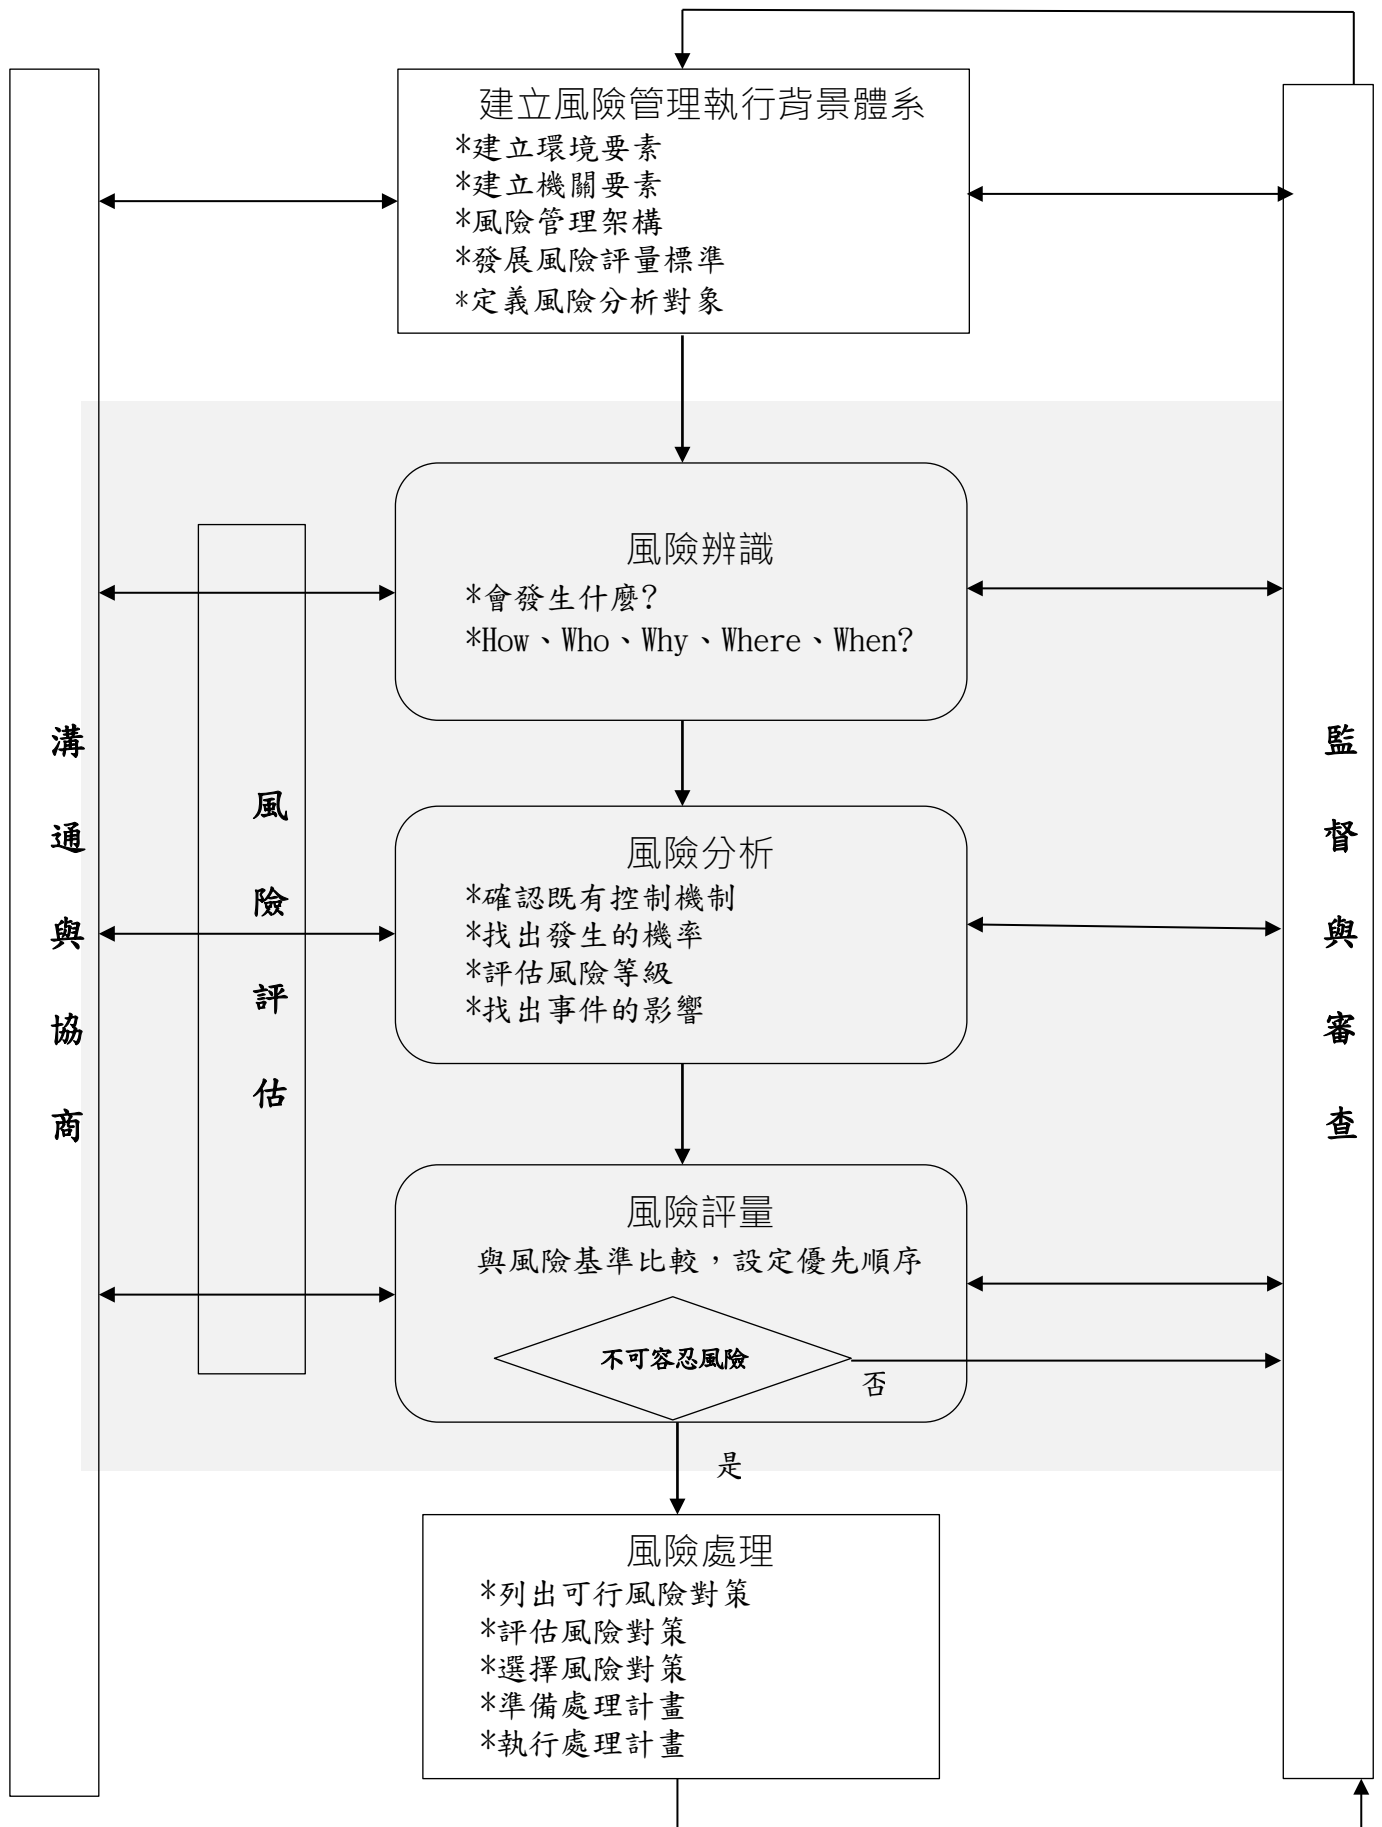 建立風險管理執行背景體系
*建立環境要素
*建立機關要素
*風險管理架構
*發展風險評量標準
*定義風險分析對象
風險辨識
*會發生什麼?
*How、Who、Why、Where、When?
溝通與協商
風險評估
監督與審查
風險分析
*確認既有控制機制
*找出發生的機率
*評估風險等級
*找出事件的影響
風險評量
與風險基準比較，設定優先順序
不可容忍風險
否
是
風險處理
*列出可行風險對策
*評估風險對策
*選擇風險對策
*準備處理計畫
*執行處理計畫